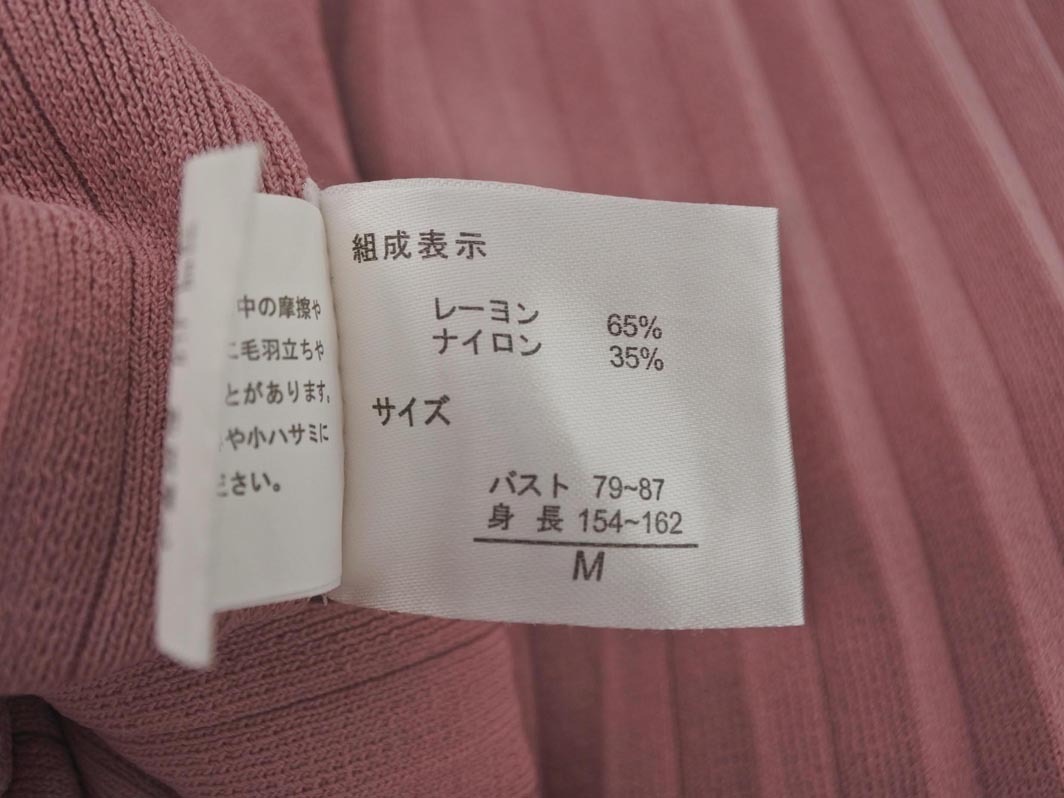 中の摩擦や
に毛羽立ちや
とがあります。
や小ハサミに
ださい。
組成表示
レーヨン 65%
ナイロン 35%
サイズ
バスト 79~87
身長 154~162
M